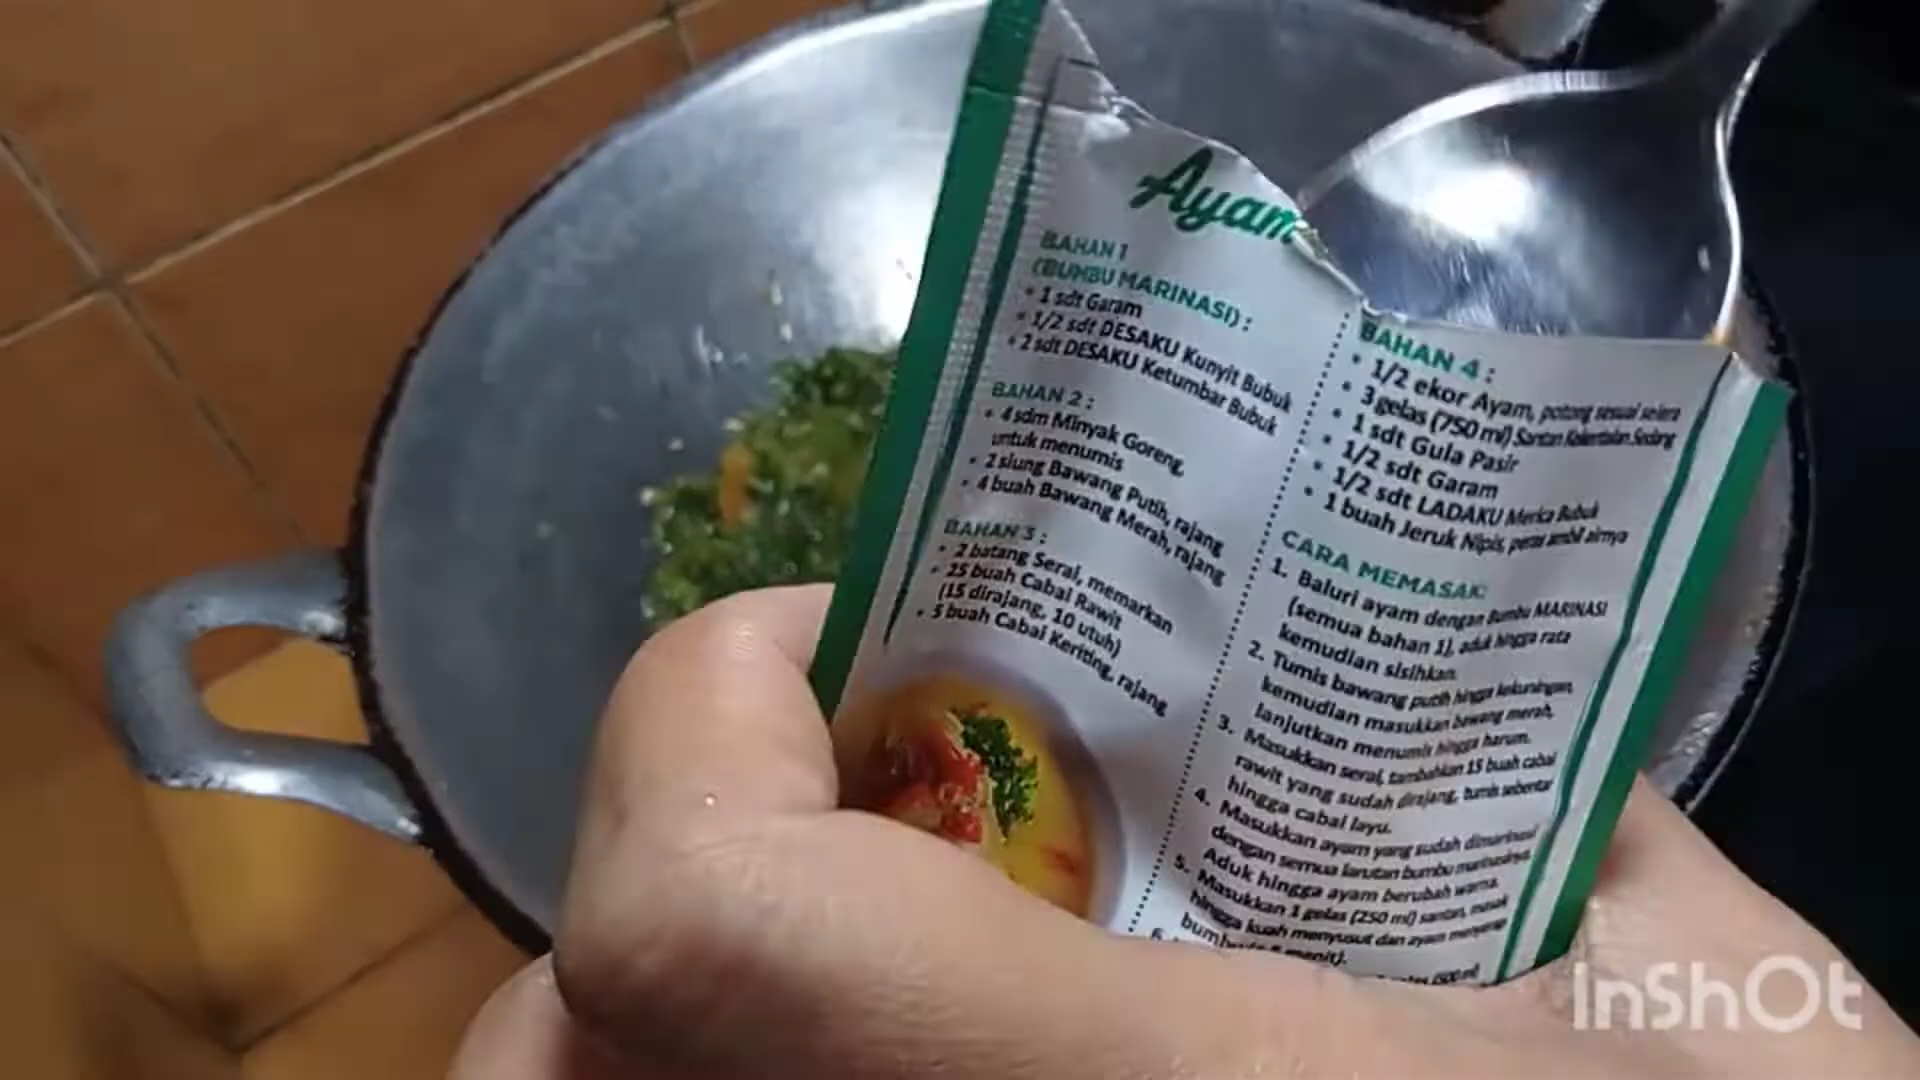 Ayam
BAHAN 1
(BUMBU MARINASI) :
• 1 sdt Garam
• 1/2 sdt DESAKU Kunyit Bubuk
• 2 sdt DESAKU Ketumbar Bubuk
BAHAN 2 :
• 4 sdm Minyak Goreng
untuk menumis
• 2 siung Bawang Putih, rajang
• 4 buah Bawang Merah, rajang
BAHAN 3 :
• 2 batang Serai, memarkan
• 25 buah Cabai Rawit
(15 dirajang, 10 utuh)
• 5 buah Cabai Keriting, rajang
BAHAN 4 :
• 1/2 ekor Ayam, potong sesuai selera
• 3 gelas (750 ml) Santan Kekentalan Sedang
• 1 sdt Gula Pasir
• 1/2 sdt Garam
• 1/2 sdt LADAKU Merica Bubuk
• 1 buah Jeruk Nipis, peras ambil airnya
CARA MEMASAK
1. Baluri ayam dengan Bumbu MARINASI
(semua bahan 1), aduk hingga rata
kemudian sisihkan.
2. Tumis bawang putih hingga kekuningan,
kemudian masukkan bawang merah,
lanjutkan menumis hingga harum.
3. Masukkan serai, tambahkan 15 buah cabai
rawit yang sudah dirajang, tumis sebentar
hingga cabai layu.
4. Masukkan ayam yang sudah dimarinasi
dengan semua larutan bumbu marinasinya.
Aduk hingga ayam berubah warna.
5. Masukkan 1 gelas (250 ml) santan, masak
hingga kuah menyusut dan ayam menyerap
menit).
6.
InShOt